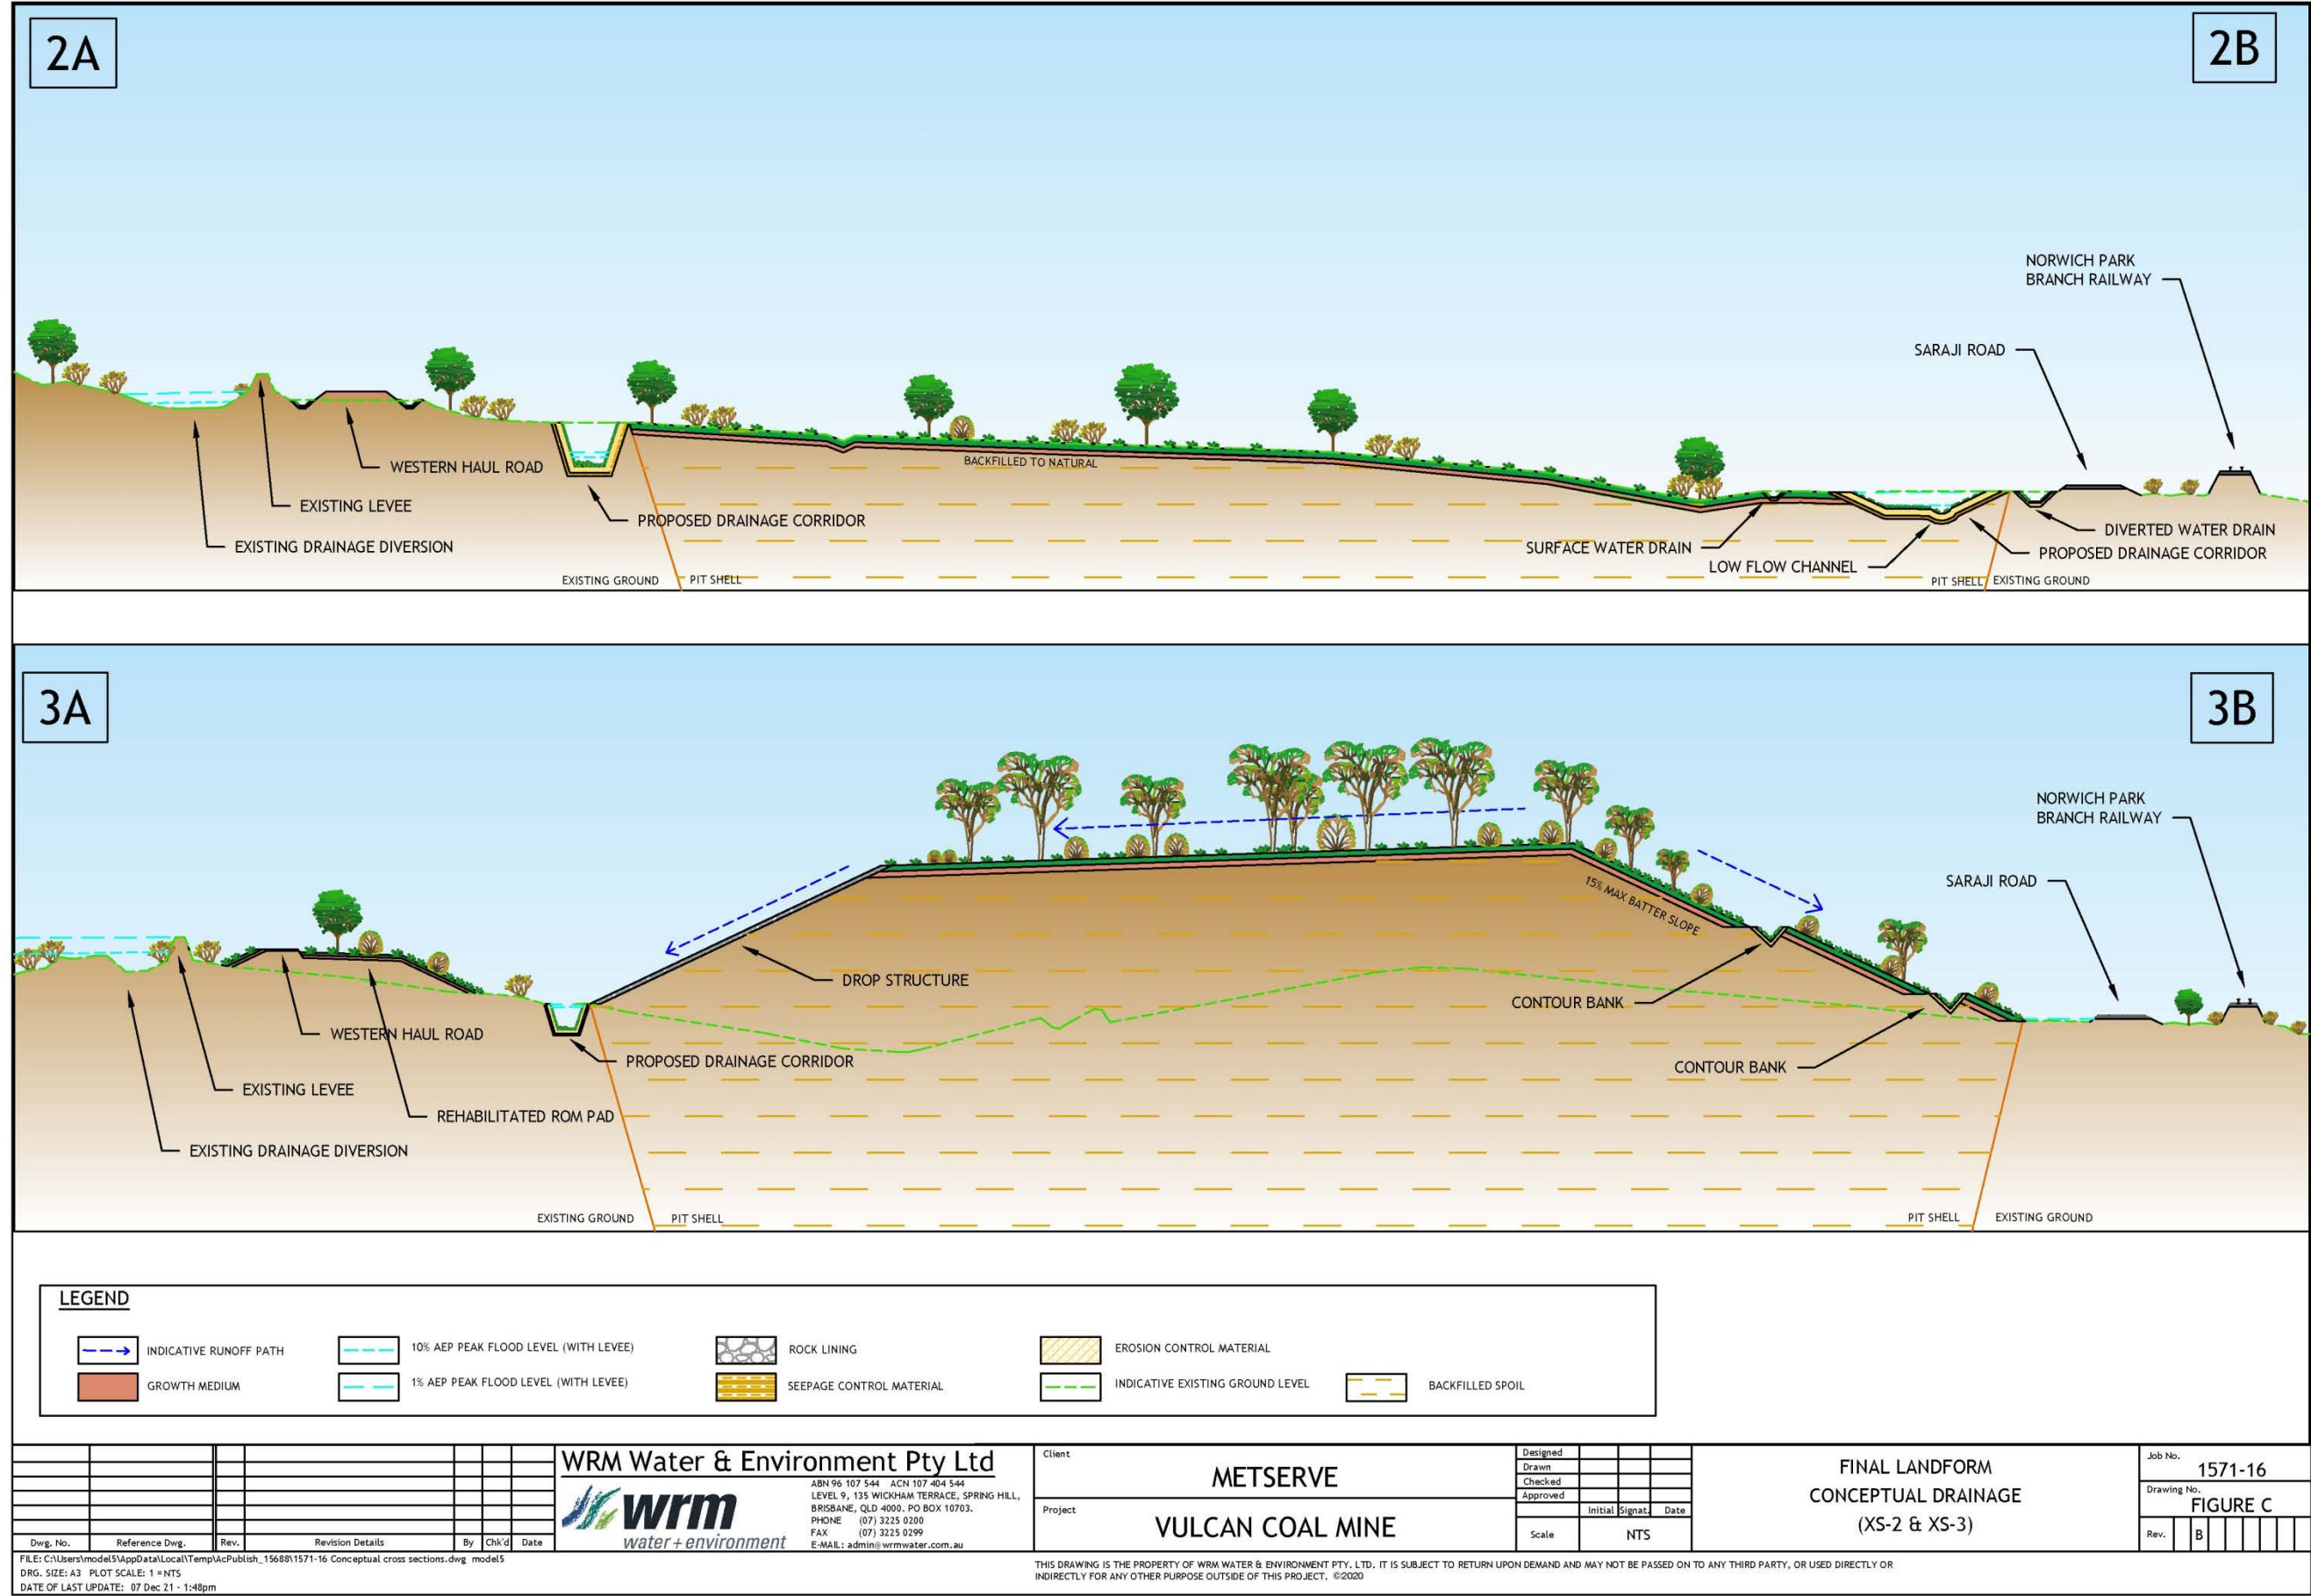 2A
2B
NORWICH PARK
BRANCH RAILWAY
SARAJI ROAD
WESTERN HAUL ROAD
EXISTING LEVEE
EXISTING DRAINAGE DIVERSION
PROPOSED DRAINAGE CORRIDOR
BACKFILLED TO NATURAL
SURFACE WATER DRAIN
LOW FLOW CHANNEL
DIVERTED WATER DRAIN
PROPOSED DRAINAGE CORRIDOR
EXISTING GROUND
PIT SHELL
PIT SHELL
EXISTING GROUND
3A
3B
NORWICH PARK
BRANCH RAILWAY
SARAJI ROAD
15% MAX BATTER SLOPE
DROP STRUCTURE
CONTOUR BANK
WESTERN HAUL ROAD
PROPOSED DRAINAGE CORRIDOR
CONTOUR BANK
EXISTING LEVEE
REHABILITATED ROM PAD
EXISTING DRAINAGE DIVERSION
EXISTING GROUND
PIT SHELL
PIT SHELL
EXISTING GROUND
LEGEND
INDICATIVE RUNOFF PATH
10% AEP PEAK FLOOD LEVEL (WITH LEVEE)
ROCK LINING
EROSION CONTROL MATERIAL
GROWTH MEDIUM
1% AEP PEAK FLOOD LEVEL (WITH LEVEE)
SEEPAGE CONTROL MATERIAL
INDICATIVE EXISTING GROUND LEVEL
BACKFILLED SPOIL
Dwg. No.
Reference Dwg.
Rev.
Revision Details
By
Chk'd
Date
WRM Water & Environment Pty Ltd
wrm
water + environment
ABN 96 107 544 ACN 107 404 544
LEVEL 9, 135 WICKHAM TERRACE, SPRING HILL,
BRISBANE, QLD 4000. PO BOX 10703.
PHONE (07) 3225 0200
FAX (07) 3225 0299
E-MAIL: admin@wrmwater.com.au
Client
METSERVE
Project
VULCAN COAL MINE
Designed
Drawn
Checked
Approved
Initial Signat. Date
Scale
NTS
FINAL LANDFORM
CONCEPTUAL DRAINAGE
(XS-2 & XS-3)
Job No.
1571-16
Drawing No.
FIGURE C
Rev.
B
FILE: C:\Users\model5\AppData\Local\Temp\AcPublish_15688\1571-16 Conceptual cross sections.dwg model5
DRG. SIZE: A3 PLOT SCALE: 1 = NTS
DATE OF LAST UPDATE: 07 Dec 21 - 1:48pm
THIS DRAWING IS THE PROPERTY OF WRM WATER & ENVIRONMENT PTY. LTD. IT IS SUBJECT TO RETURN UPON DEMAND AND MAY NOT BE PASSED ON TO ANY THIRD PARTY, OR USED DIRECTLY OR
INDIRECTLY FOR ANY OTHER PURPOSE OUTSIDE OF THIS PROJECT. ©2020